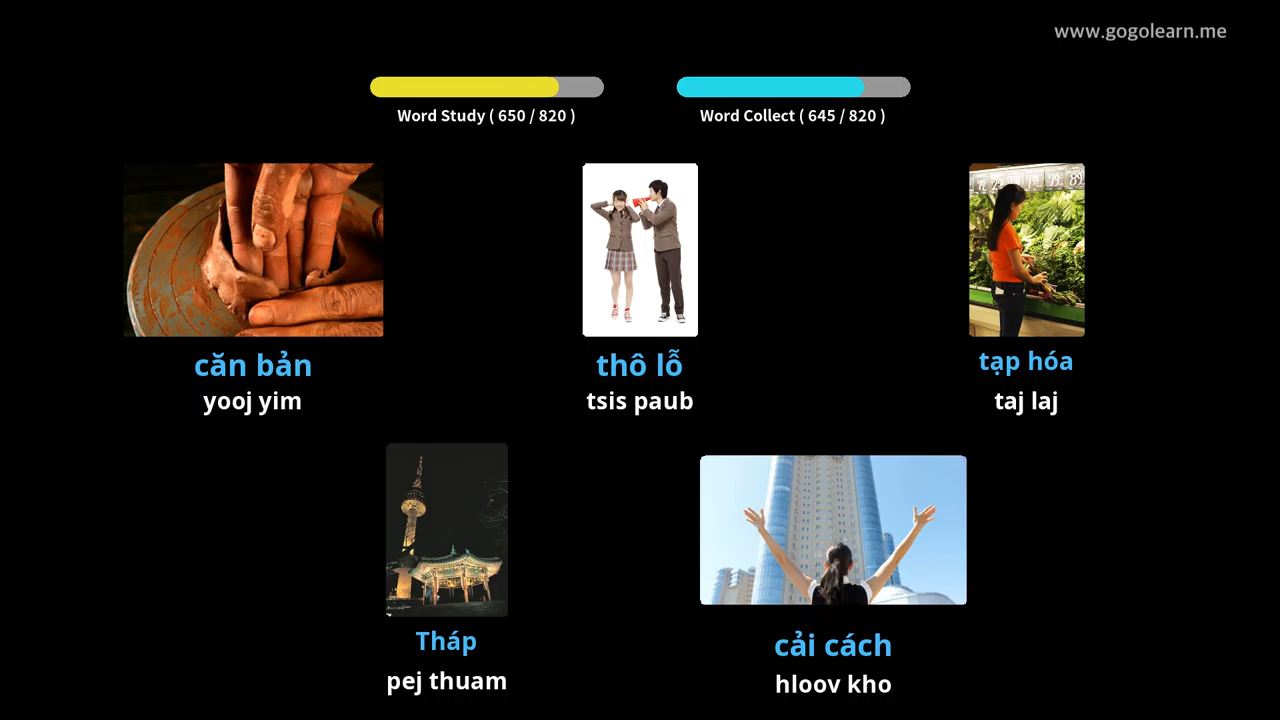 www.gogolearn.me
Word Study ( 650 / 820 )
Word Collect ( 645 / 820 )
căn bản
yooj yim
thô lỗ
tsis paub
tạp hóa
taj laj
Tháp
pej thuam
cải cách
hloov kho